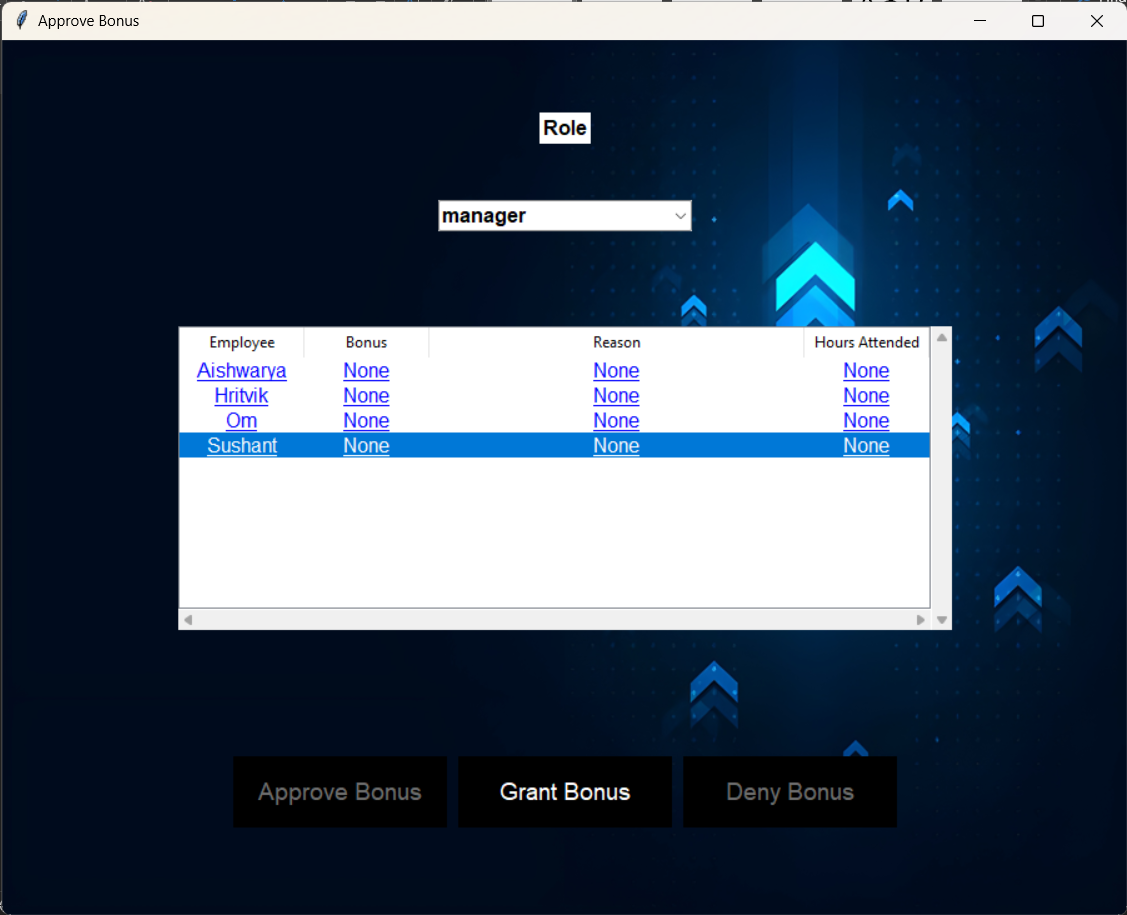 Approve Bonus
Role
manager
Employee Bonus Reason Hours Attended
Aishwarya None None None
Hritvik None None None
Om None None None
Sushant None None None
Approve Bonus Grant Bonus Deny Bonus